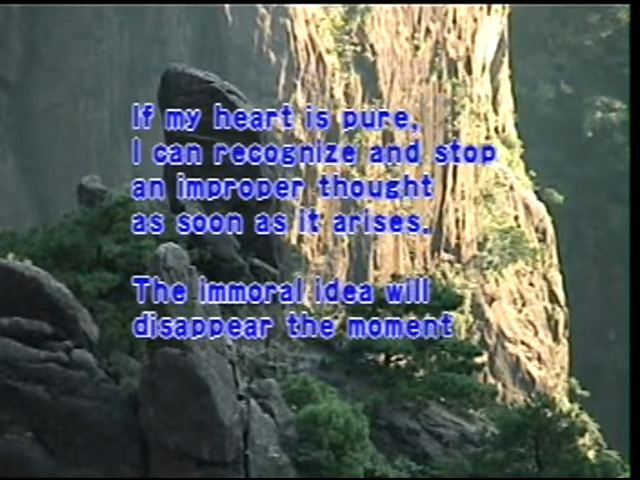 If my heart is pure,
I can recognize and stop
an improper thought
as soon as it arises.
The immoral idea will
disappear the moment